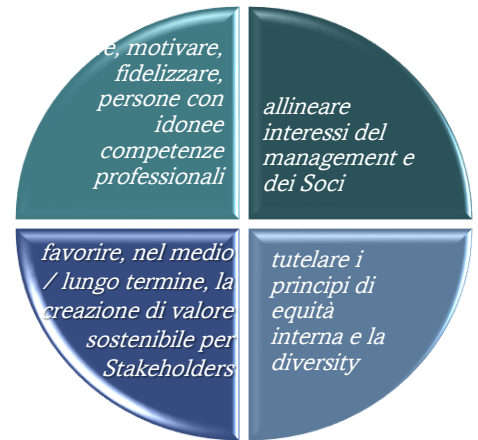 motivare,
fidelizzare,
persone con
idonee
competenze
professionali
allineare
interessi del
management e
dei Soci
favorire, nel medio
/ lungo termine, la
creazione di valore
sostenibile per
Stakeholders
tutelare i
principi di
equità
interna e la
diversity